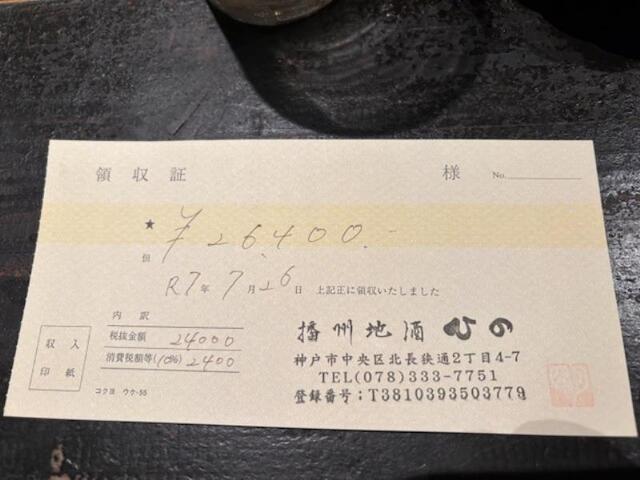 領収証 様 No.
★ ¥26,400.-
但
R7年7月26日 上記正に領収いたしました
内訳
税抜金額 24000
消費税額等(10%) 2400
収入印紙
コクヨ ウケ-55
播州地酒 ひの
神戸市中央区北長狭通2丁目4-7
TEL(078)333-7751
登録番号:T3810393503779